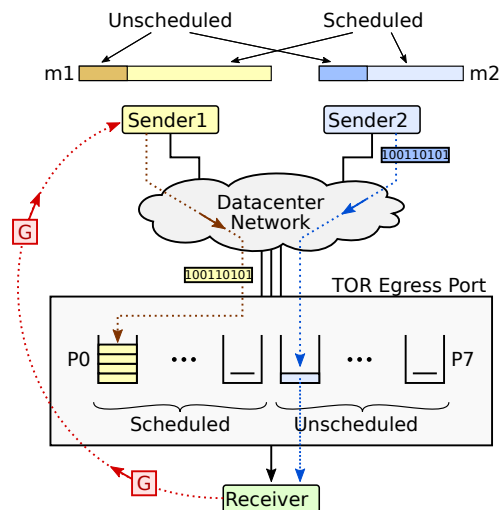 Unscheduled Scheduled
m1 m2
Sender1 Sender2
100110101
Datacenter
Network
G
100110101
TOR Egress Port
P0 ... ... P7
Scheduled Unscheduled
G
Receiver